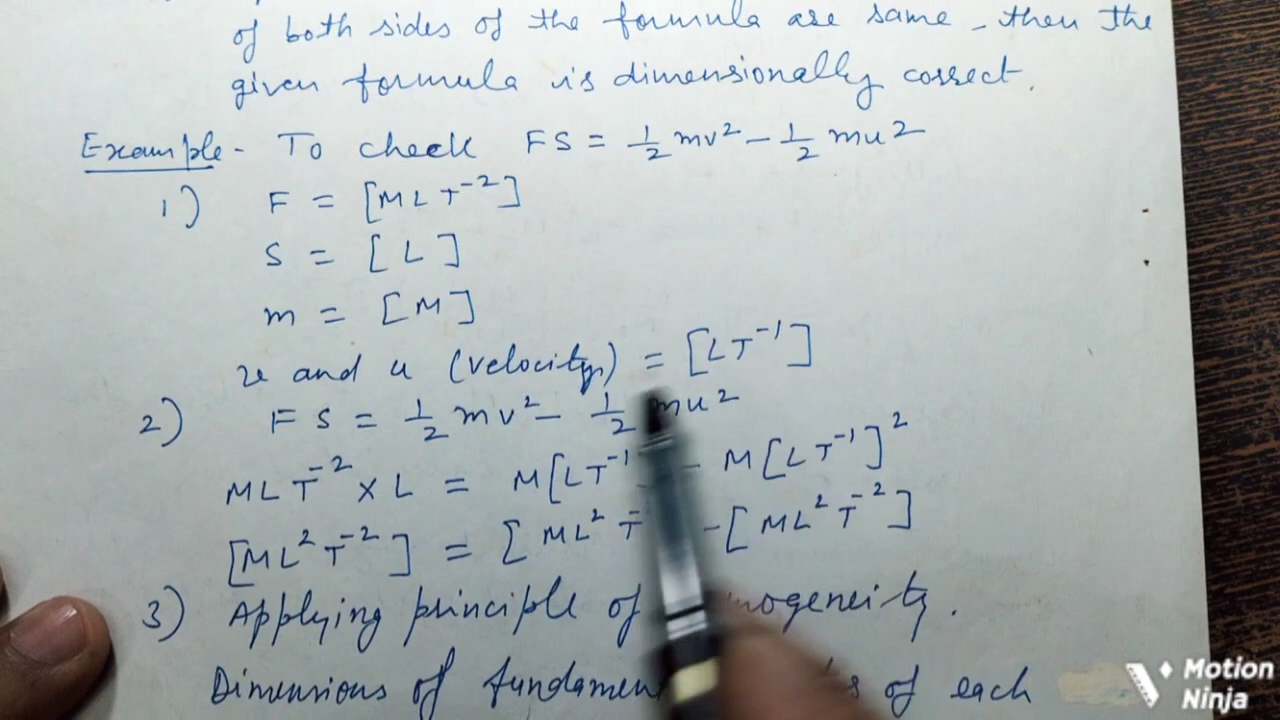 of both sides of the formula are same - then the
given formula is dimensionally correct.
Example - To check FS = 1/2 mv² - 1/2 mu²
1) F = [MLT⁻²]
S = [L]
m = [M]
v and u (velocity) = [LT⁻¹]
2) FS = 1/2 mv² - 1/2 mu²
MLT⁻² × L = M[LT⁻¹ - M[LT⁻¹]²
[ML²T⁻²] = [ML²T⁻ - [ML²T⁻²]
3) Applying principle of
Dimensions of of each
Motion
Ninja